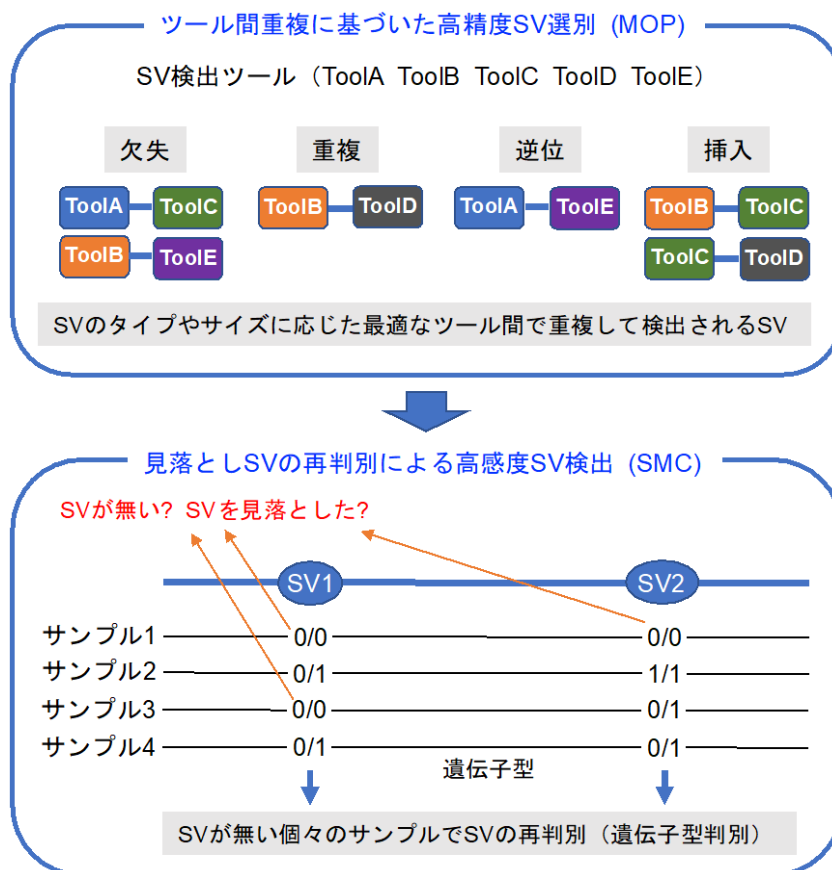 ツール間重複に基づいた高精度SV選別 (MOP)
SV検出ツール（ToolA ToolB ToolC ToolD ToolE）
欠失 重複 逆位 挿入
ToolA ToolC ToolB ToolD ToolA ToolE ToolB ToolC
ToolB ToolE ToolC ToolD
SVのタイプやサイズに応じた最適なツール間で重複して検出されるSV
見落としSVの再判別による高感度SV検出 (SMC)
SVが無い? SVを見落とした?
SV1 SV2
サンプル1 0/0 0/0
サンプル2 0/1 1/1
サンプル3 0/0 0/1
サンプル4 0/1 0/1
遺伝子型
SVが無い個々のサンプルでSVの再判別（遺伝子型判別）